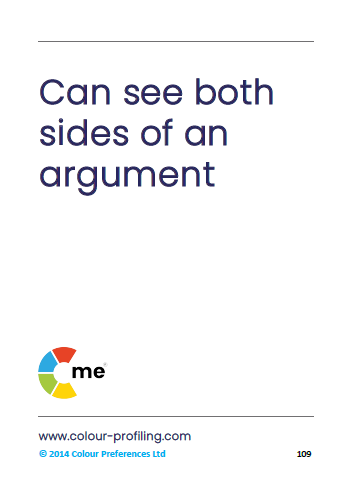 Can see both
sides of an
argument
me®
www.colour-profiling.com
© 2014 Colour Preferences Ltd 109